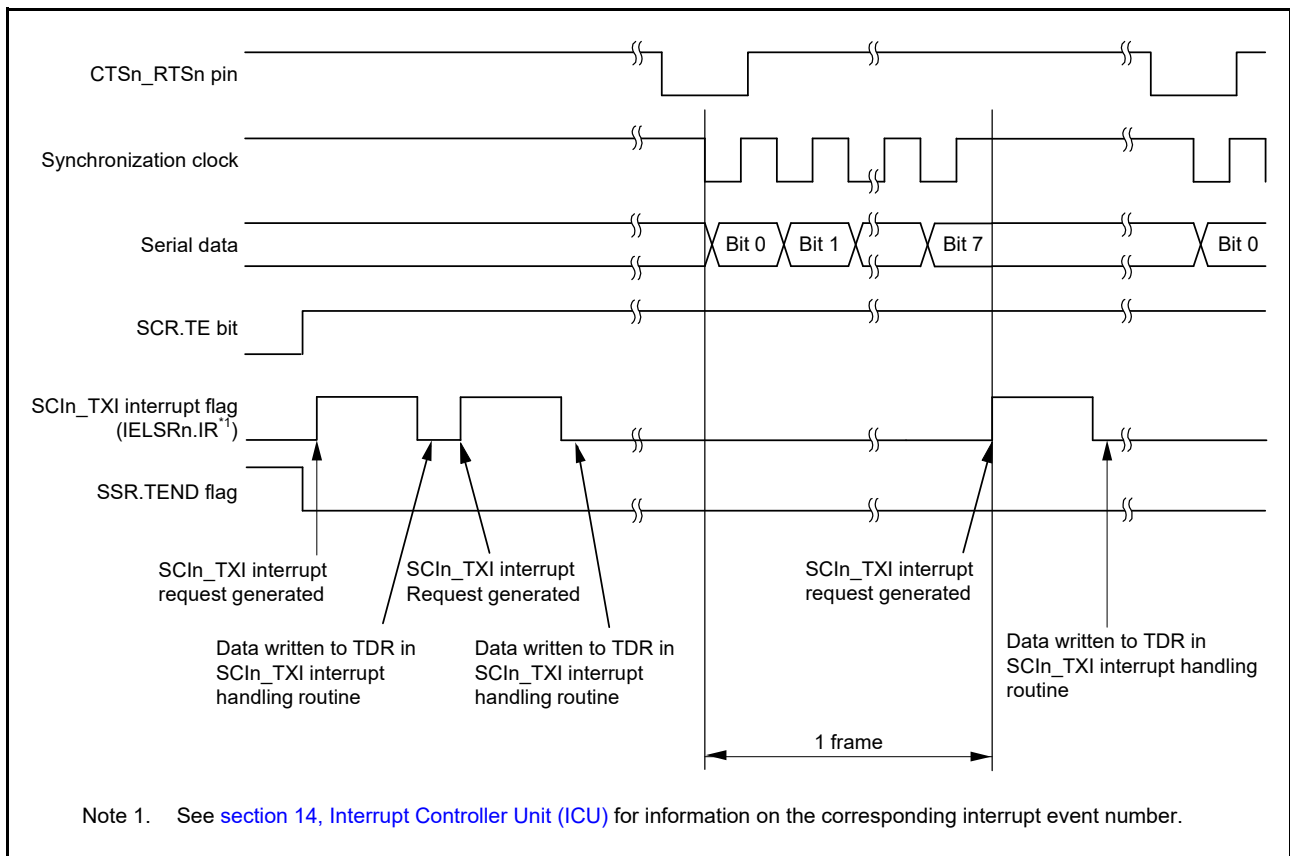 CTSn_RTSn pin
Synchronization clock
Serial data
Bit 0
Bit 1
Bit 7
Bit 0
SCR.TE bit
SCIn_TXI interrupt flag
(IELSRn.IR*1)
SSR.TEND flag
SCIn_TXI interrupt
request generated
SCIn_TXI interrupt
Request generated
SCIn_TXI interrupt
request generated
Data written to TDR in
SCIn_TXI interrupt
handling routine
Data written to TDR in
SCIn_TXI interrupt
handling routine
Data written to TDR in
SCIn_TXI interrupt handling
routine
1 frame
Note 1. See section 14, Interrupt Controller Unit (ICU) for information on the corresponding interrupt event number.